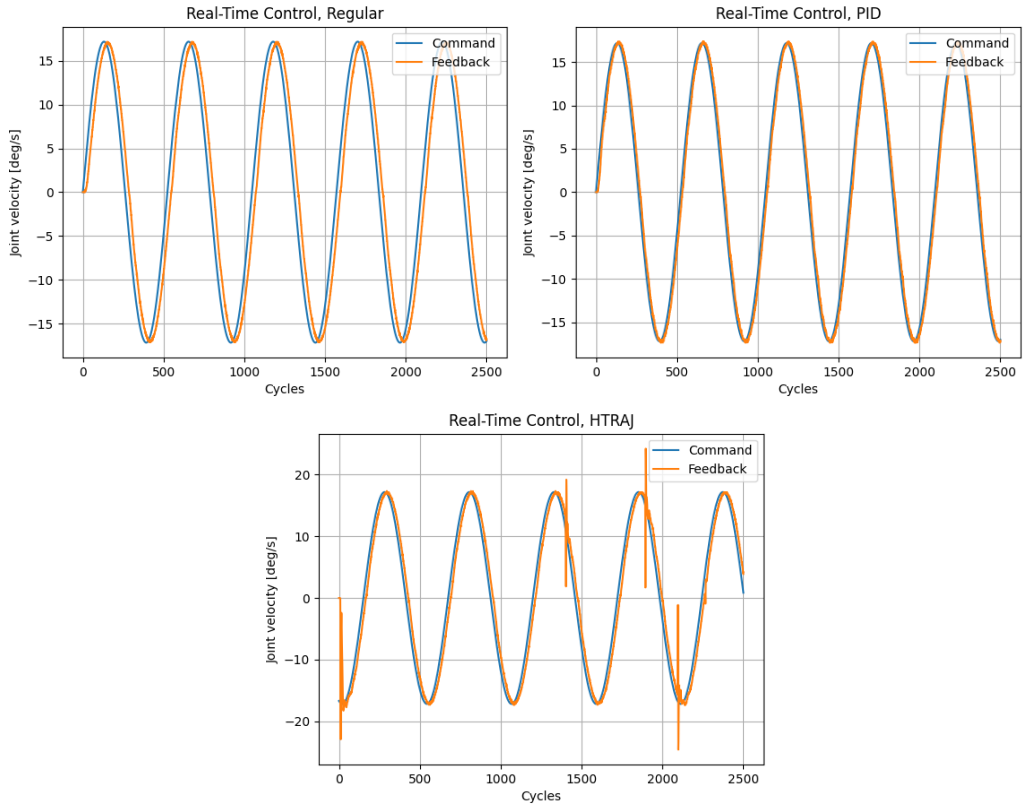 Real-Time Control, Regular
Joint velocity [deg/s]
15
10
5
0
−5
−10
−15
Command
Feedback
0 500 1000 1500 2000 2500
Cycles
Real-Time Control, PID
Joint velocity [deg/s]
15
10
5
0
−5
−10
−15
Command
Feedback
0 500 1000 1500 2000 2500
Cycles
Real-Time Control, HTRAJ
Joint velocity [deg/s]
20
10
0
−10
−20
Command
Feedback
0 500 1000 1500 2000 2500
Cycles